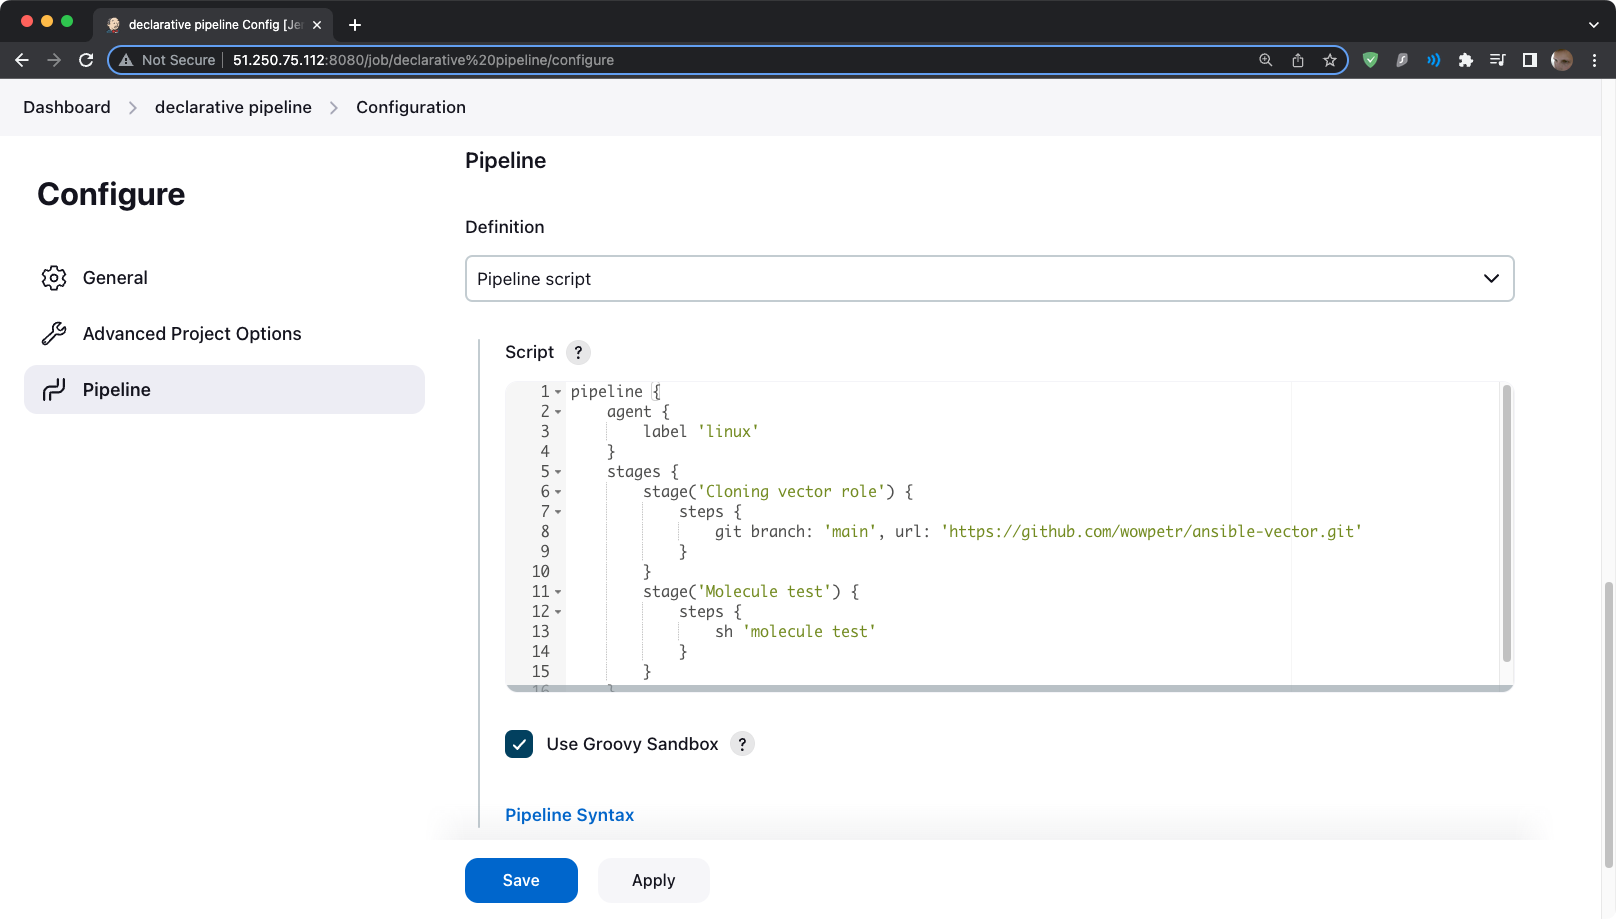 declarative pipeline Config [Je
Not Secure 51.250.75.112:8080/job/declarative%20pipeline/configure
Dashboard declarative pipeline Configuration
Configure
General
Advanced Project Options
Pipeline
Pipeline
Definition
Pipeline script
Script ?
1 pipeline {
2 agent {
3 label 'linux'
4 }
5 stages {
6 stage('Cloning vector role') {
7 steps {
8 git branch: 'main', url: 'https://github.com/wowpetr/ansible-vector.git'
9 }
10 }
11 stage('Molecule test') {
12 steps {
13 sh 'molecule test'
14 }
15 }
16 }
Use Groovy Sandbox ?
Pipeline Syntax
Save Apply